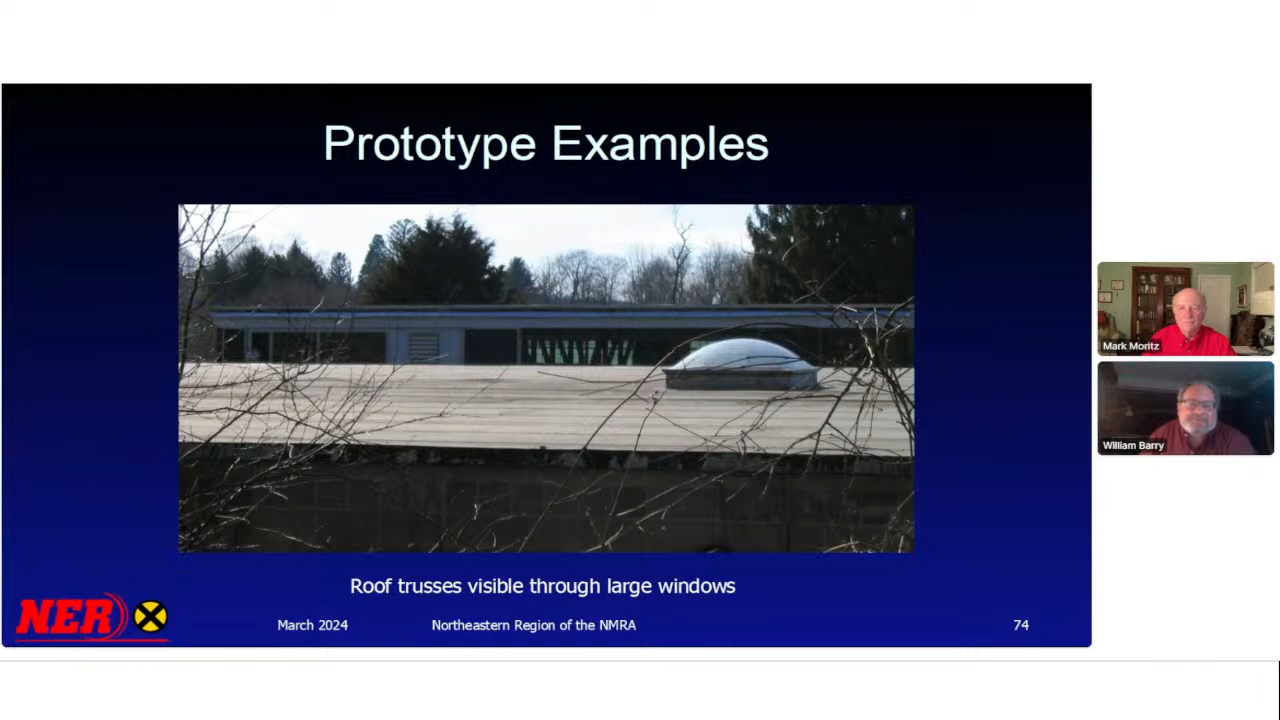 Prototype Examples
Roof trusses visible through large windows
NER
March 2024
Northeastern Region of the NMRA
74
Mark Moritz
William Barry